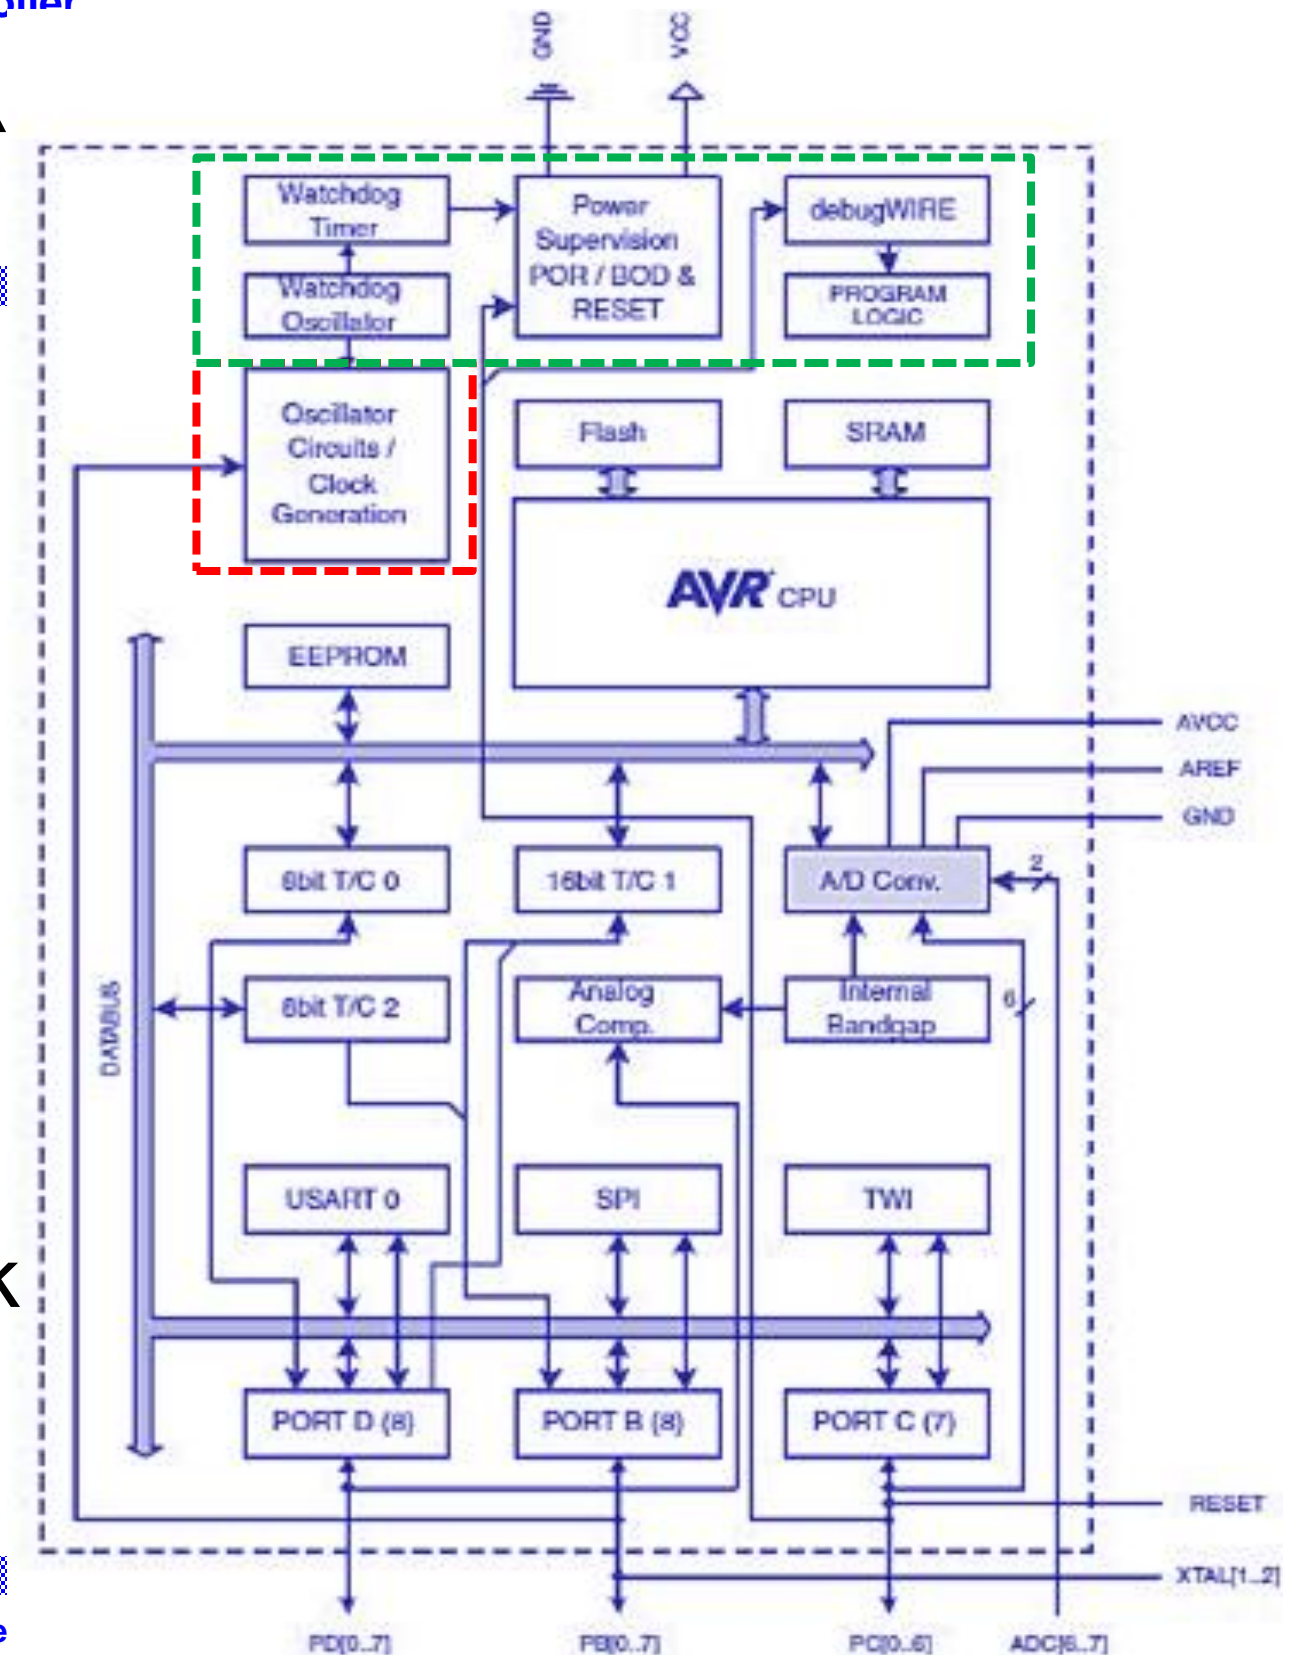 GND
VCC
Watchdog
Timer
Power
Supervision
POR / BOD &
RESET
debugWIRE
Watchdog
Oscillator
PROGRAM
LOGIC
Oscillator
Circuits /
Clock
Generation
Flash
SRAM
AVR CPU
EEPROM
AVCC
AREF
GND
8bit T/C 0
16bit T/C 1
A/D Conv.
2
DATABUS
8bit T/C 2
Analog
Comp.
Internal
Bandgap
6
USART 0
SPI
TWI
PORT D (8)
PORT B (8)
PORT C (7)
RESET
XTAL[1..2]
PD[0..7]
PB[0..7]
PC[0..6]
ADC[6..7]